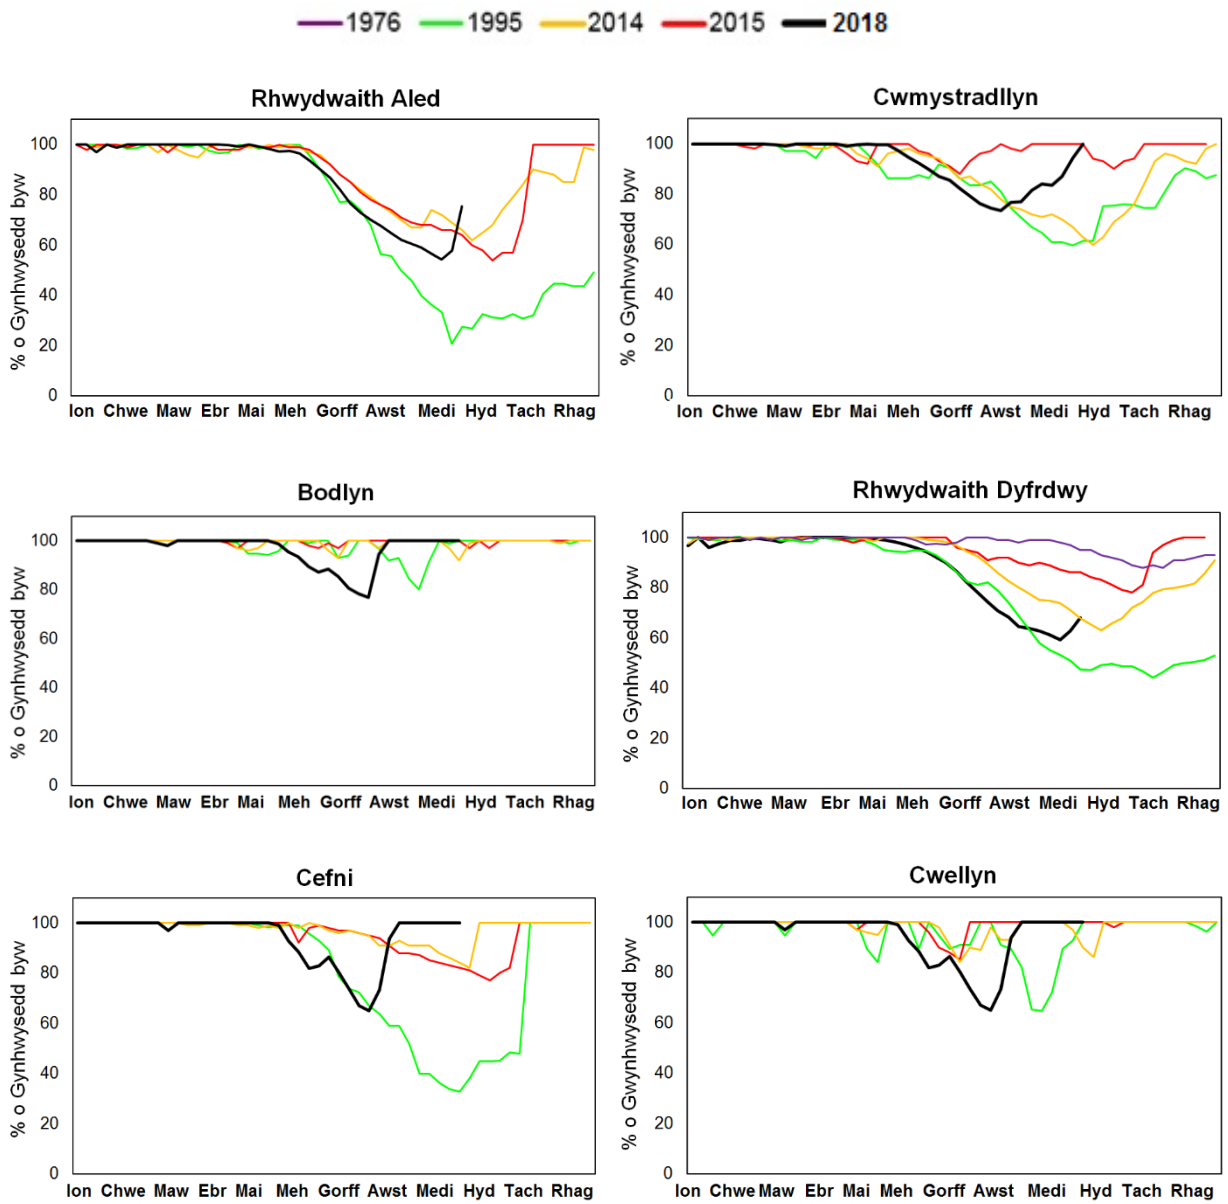 1976 1995 2014 2015 2018
Rhwydwaith Aled
% o Gynhwysedd byw
100
80
60
40
20
0
Ion Chwe Maw Ebr Mai Meh Gorff Awst Medi Hyd Tach Rhag
Cwmystradllyn
% o Gynhwysedd byw
100
80
60
40
20
0
Ion Chwe Maw Ebr Mai Meh Gorff Awst Medi Hyd Tach Rhag
Bodlyn
% o Gynhwysedd byw
100
80
60
40
20
0
Ion Chwe Maw Ebr Mai Meh Gorff Awst Medi Hyd Tach Rhag
Rhwydwaith Dyfrdwy
% o Gynhwysedd byw
100
80
60
40
20
0
Ion Chwe Maw Ebr Mai Meh Gorff Awst Medi Hyd Tach Rhag
Cefni
% o Gynhwysedd byw
100
80
60
40
20
0
Ion Chwe Maw Ebr Mai Meh Gorff Awst Medi Hyd Tach Rhag
Cwellyn
% o Gwynhwysedd byw
100
80
60
40
20
0
Ion Chwe Maw Ebr Mai Meh Gorff Awst Medi Hyd Tach Rhag